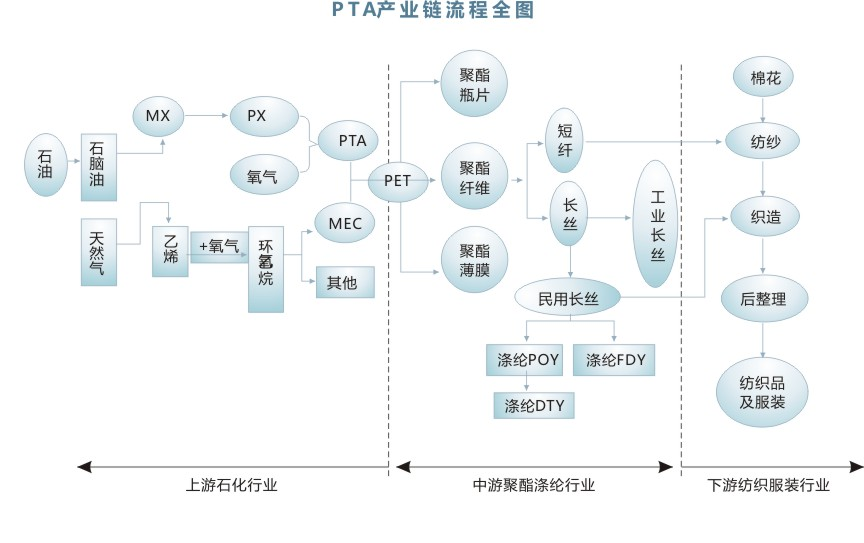 PTA产业链流程全图
石油
石脑油
MX
PX
氧气
PTA
天然气
乙烯
+氧气
环氧烷
MEC
其他
PET
聚酯
瓶片
聚酯
纤维
聚酯
薄膜
短纤
长丝
工业长丝
民用长丝
涤纶POY
涤纶FDY
涤纶DTY
棉花
纺纱
织造
后整理
纺织品
及服装
上游石化行业
中游聚酯涤纶行业
下游纺织服装行业